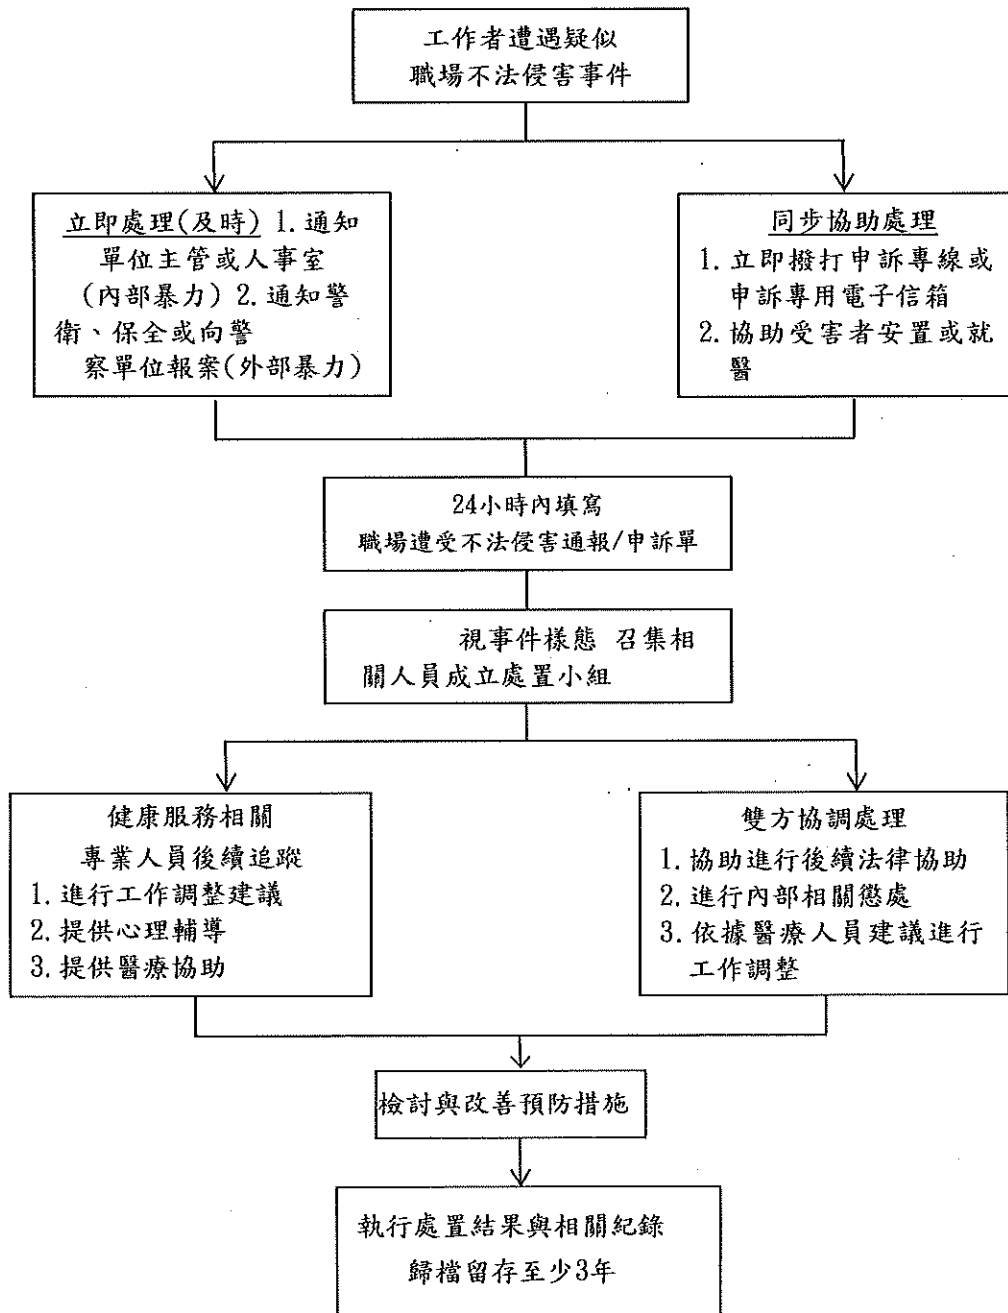 工作者遭遇疑似
職場不法侵害事件
立即處理(及時) 1.通知
單位主管或人事室
(內部暴力) 2.通知警
衛、保全或向警
察單位報案(外部暴力)
同步協助處理
1.立即撥打申訴專線或
申訴專用電子信箱
2.協助受害者安置或就
醫
24小時內填寫
職場遭受不法侵害通報/申訴單
視事件樣態 召集相
關人員成立處置小組
健康服務相關
專業人員後續追蹤
1.進行工作調整建議
2.提供心理輔導
3.提供醫療協助
雙方協調處理
1.協助進行後續法律協助
2.進行內部相關懲處
3.依據醫療人員建議進行
工作調整
檢討與改善預防措施
執行處置結果與相關紀錄
歸檔留存至少3年